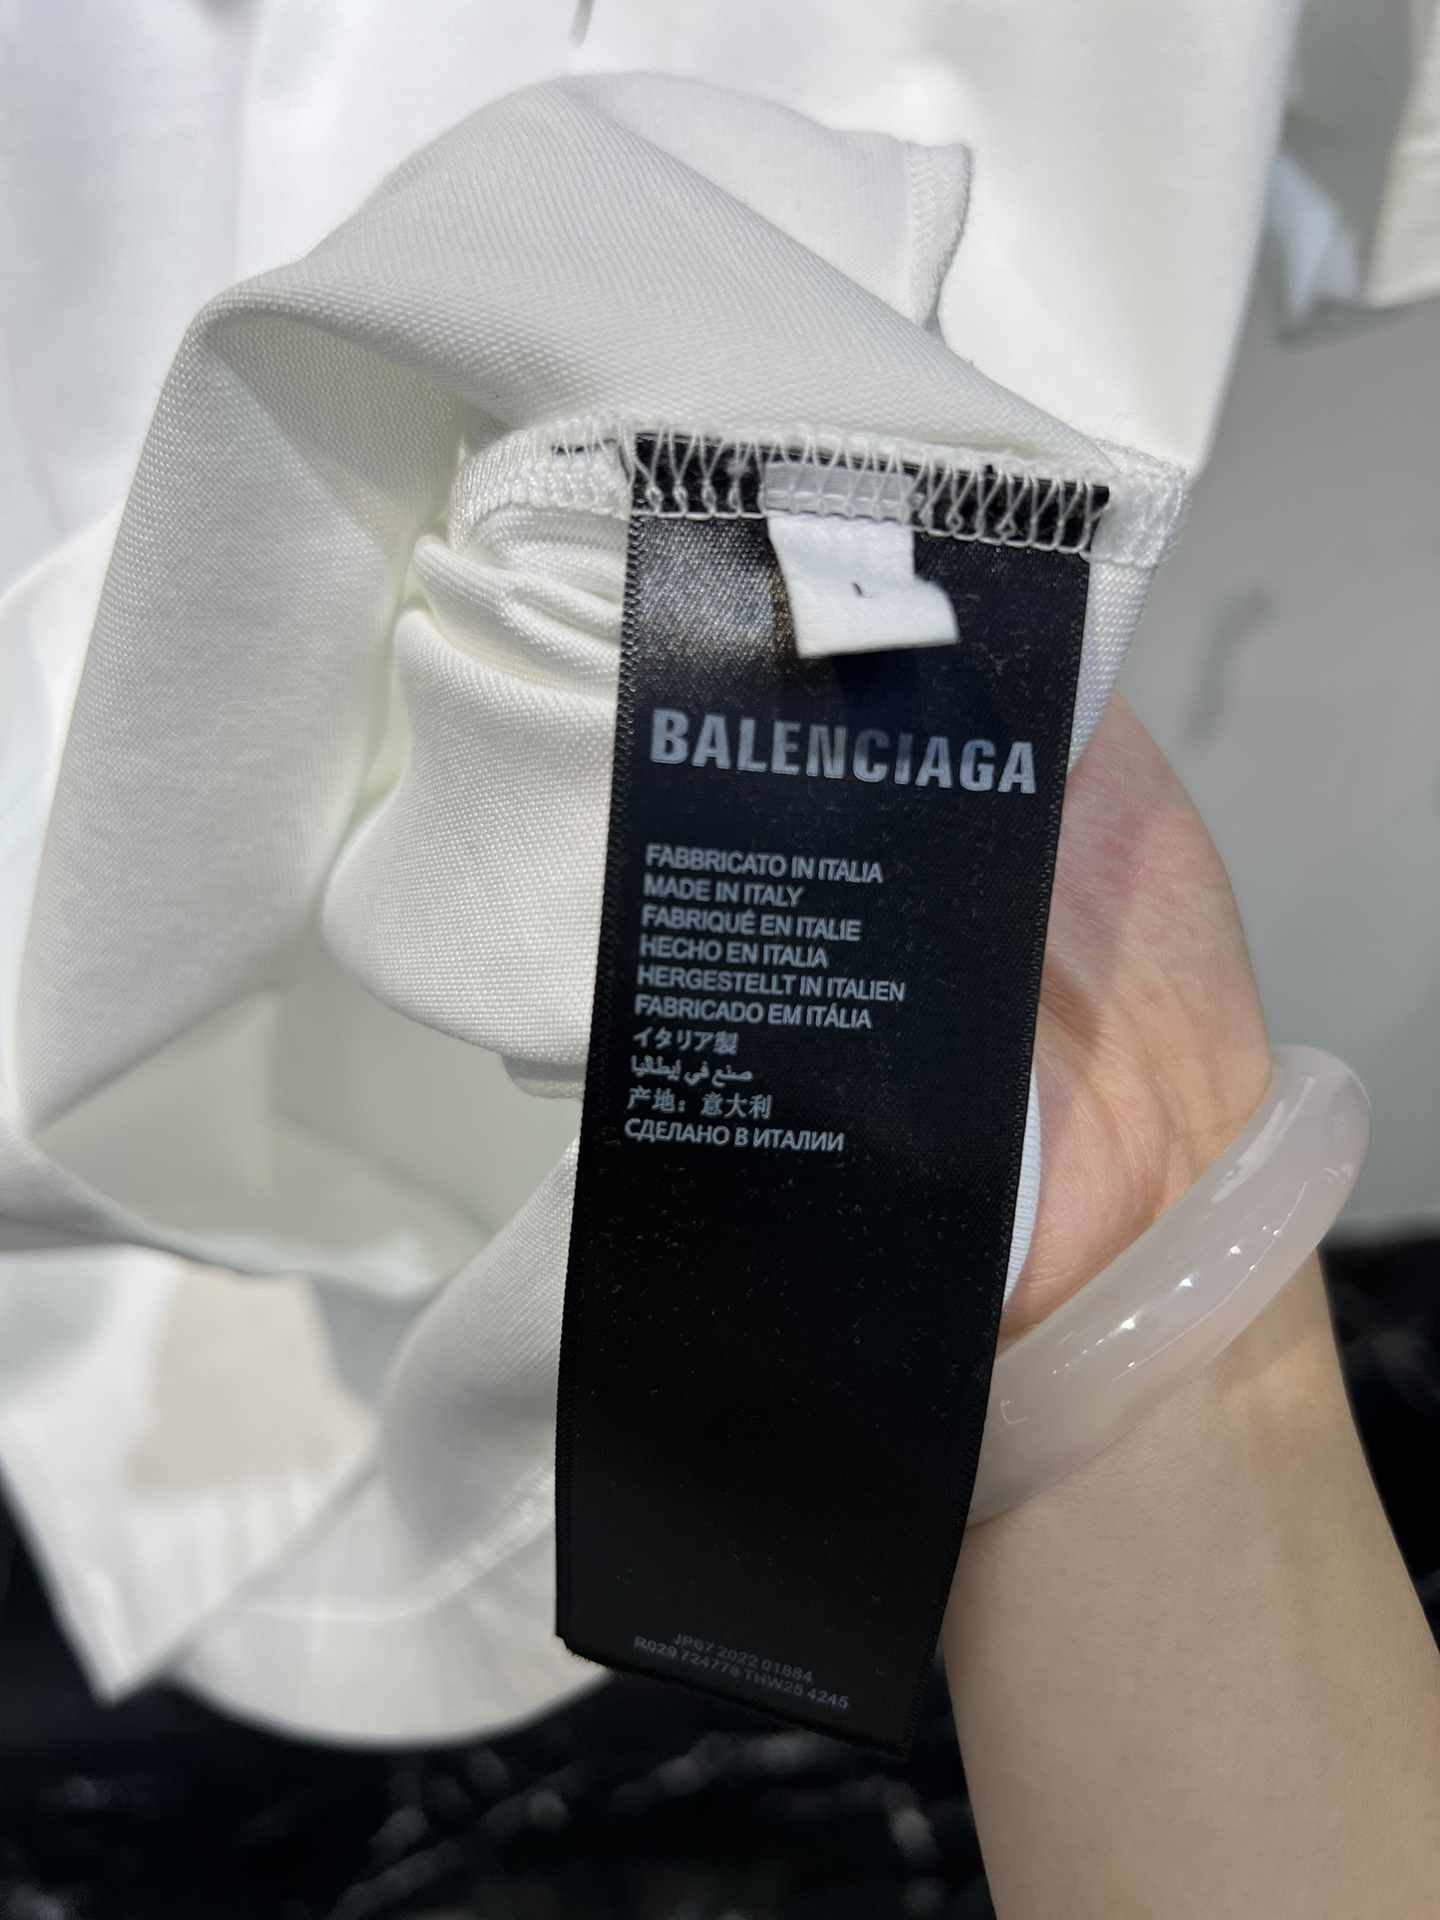 BALENCIAGA
FABBRICATO IN ITALIA
MADE IN ITALY
FABRIQUÉ EN ITALIE
HECHO EN ITALIA
HERGESTELLT IN ITALIEN
FABRICADO EM ITÁLIA
イタリア製
صنع في إيطاليا
产地：意大利
СДЕЛАНО В ИТАЛИИ
JP67 2022 01884
R029 724778 THW25 4245